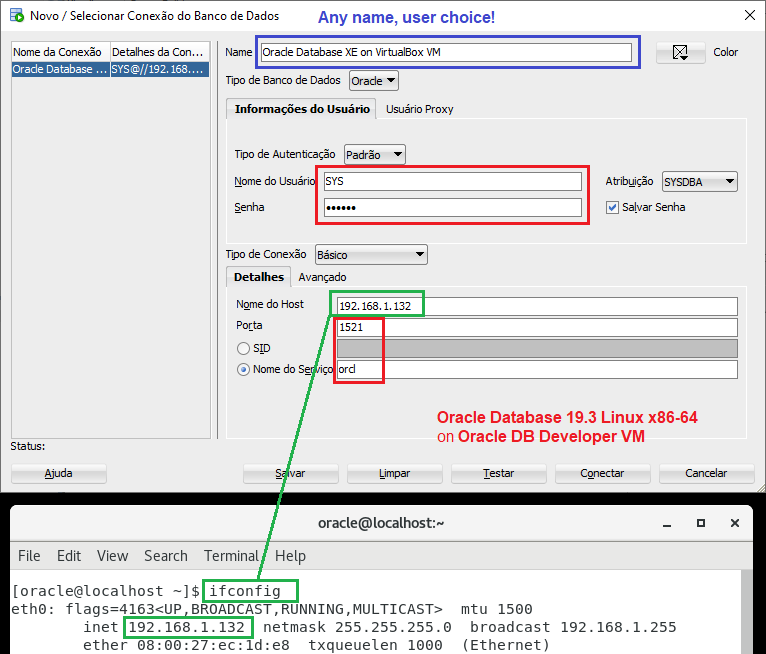 Novo / Selecionar Conexão do Banco de Dados
Any name, user choice!
Nome da Conexão Detalhes da Con...
Oracle Database ... SYS@//192.168....
Name Oracle Database XE on VirtualBox VM Color
Tipo de Banco de Dados Oracle
Informações do Usuário Usuário Proxy
Tipo de Autenticação Padrão
Nome do Usuário SYS Atribuição SYSDBA
Senha •••••• Salvar Senha
Tipo de Conexão Básico
Detalhes Avançado
Nome do Host 192.168.1.132
Porta 1521
SID
Nome do Serviço orcl
Oracle Database 19.3 Linux x86-64
on Oracle DB Developer VM
Status:
Ajuda Salvar Limpar Testar Conectar Cancelar
oracle@localhost:~
File Edit View Search Terminal Help
[oracle@localhost ~]$ ifconfig
eth0: flags=4163<UP,BROADCAST,RUNNING,MULTICAST> mtu 1500
inet 192.168.1.132 netmask 255.255.255.0 broadcast 192.168.1.255
ether 08:00:27:ec:1d:e8 txqueuelen 1000 (Ethernet)